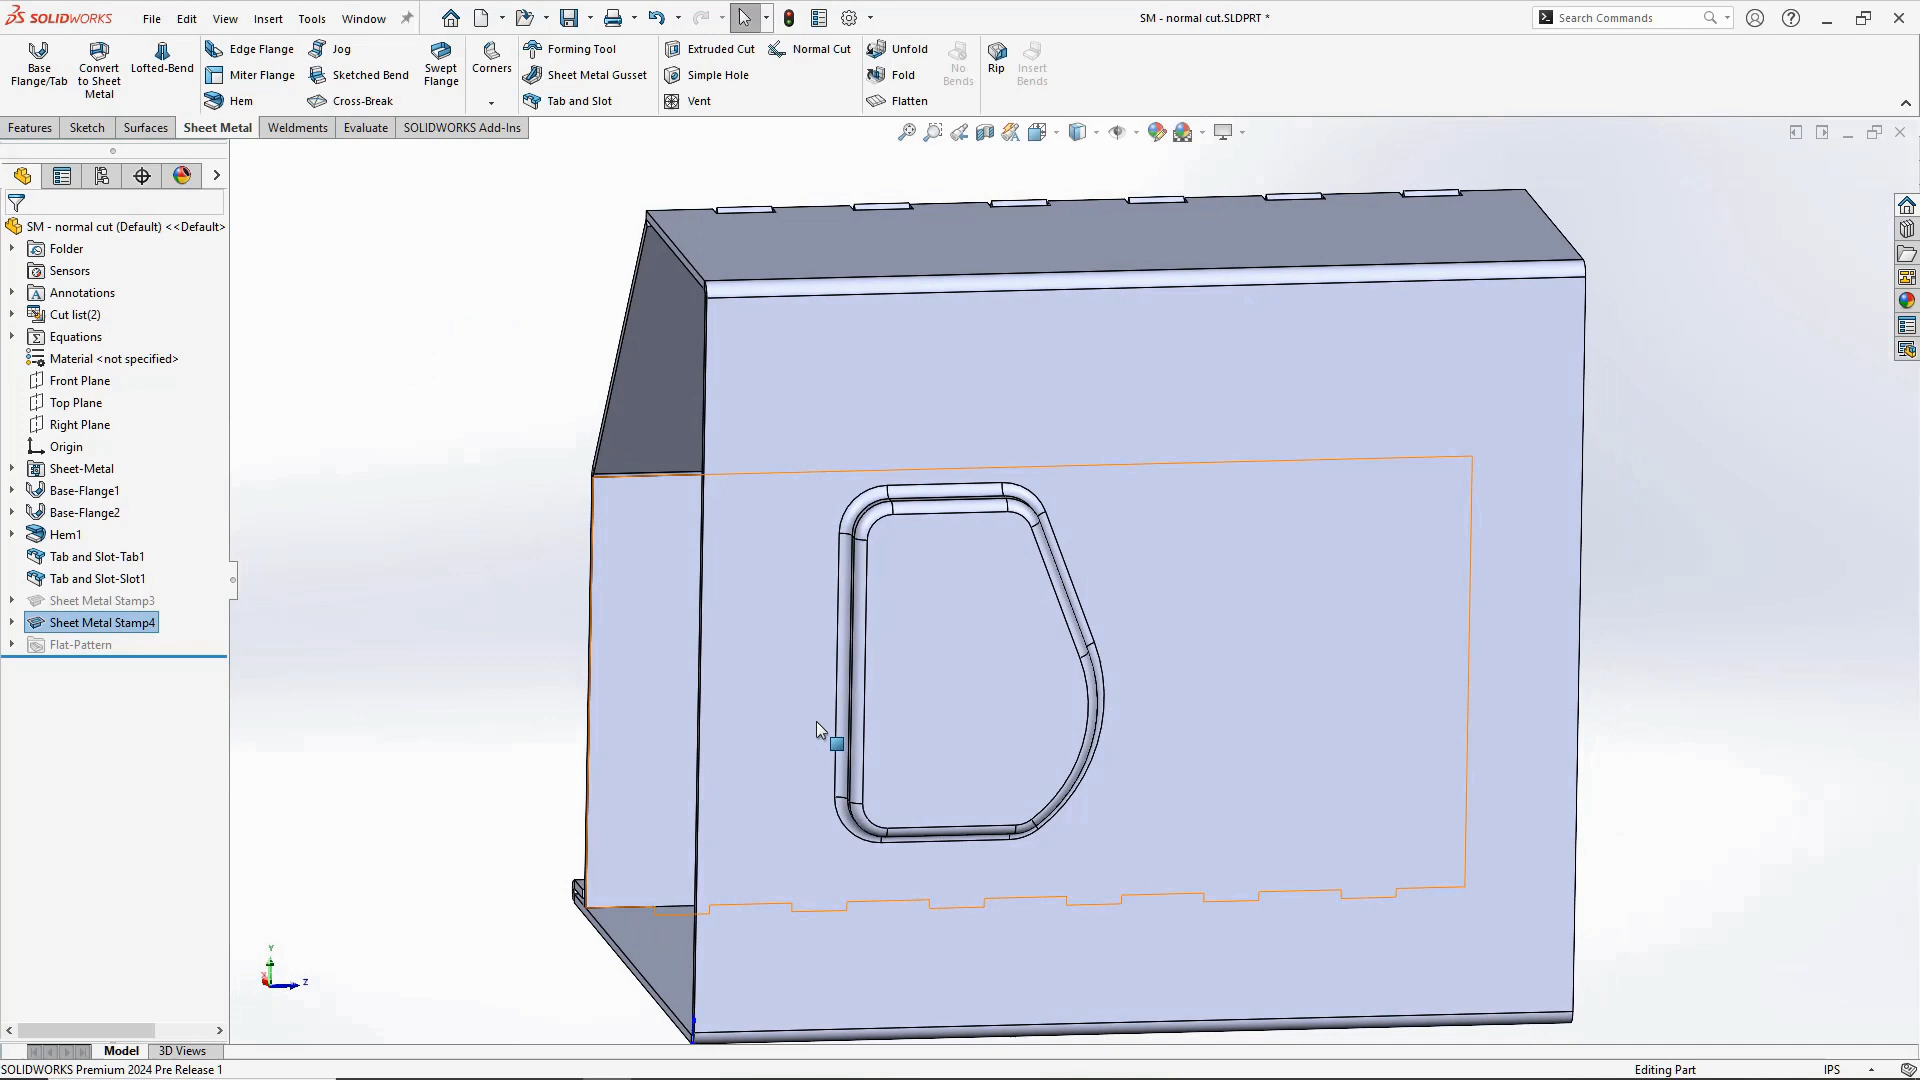 SOLIDWORKS File Edit View Insert Tools Window SM - normal cut.SLDPRT * Search Commands
Base Flange/Tab
Convert to Sheet Metal
Lofted-Bend
Edge Flange
Miter Flange
Hem
Jog
Sketched Bend
Cross-Break
Swept Flange
Corners
Forming Tool
Sheet Metal Gusset
Tab and Slot
Extruded Cut
Simple Hole
Vent
Normal Cut
Unfold
Fold
Flatten
No Bends
Rip
Insert Bends
Features Sketch Surfaces Sheet Metal Weldments Evaluate SOLIDWORKS Add-Ins
SM - normal cut (Default) <<Default>
Folder
Sensors
Annotations
Cut list(2)
Equations
Material <not specified>
Front Plane
Top Plane
Right Plane
Origin
Sheet-Metal
Base-Flange1
Base-Flange2
Hem1
Tab and Slot-Tab1
Tab and Slot-Slot1
Sheet Metal Stamp3
Sheet Metal Stamp4
Flat-Pattern
Y
X
Z
Model 3D Views
SOLIDWORKS Premium 2024 Pre Release 1 Editing Part IPS